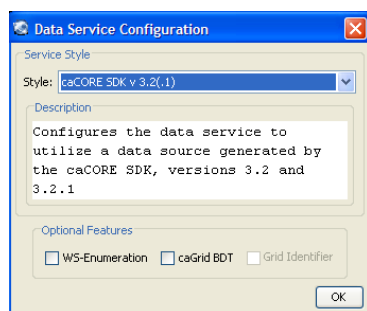 Data Service Configuration
Service Style
Style: caCORE SDK v 3.2(.1)
Description
Configures the data service to
utilize a data source generated by
the caCORE SDK, versions 3.2 and
3.2.1
Optional Features
WS-Enumeration caGrid BDT Grid Identifier
OK